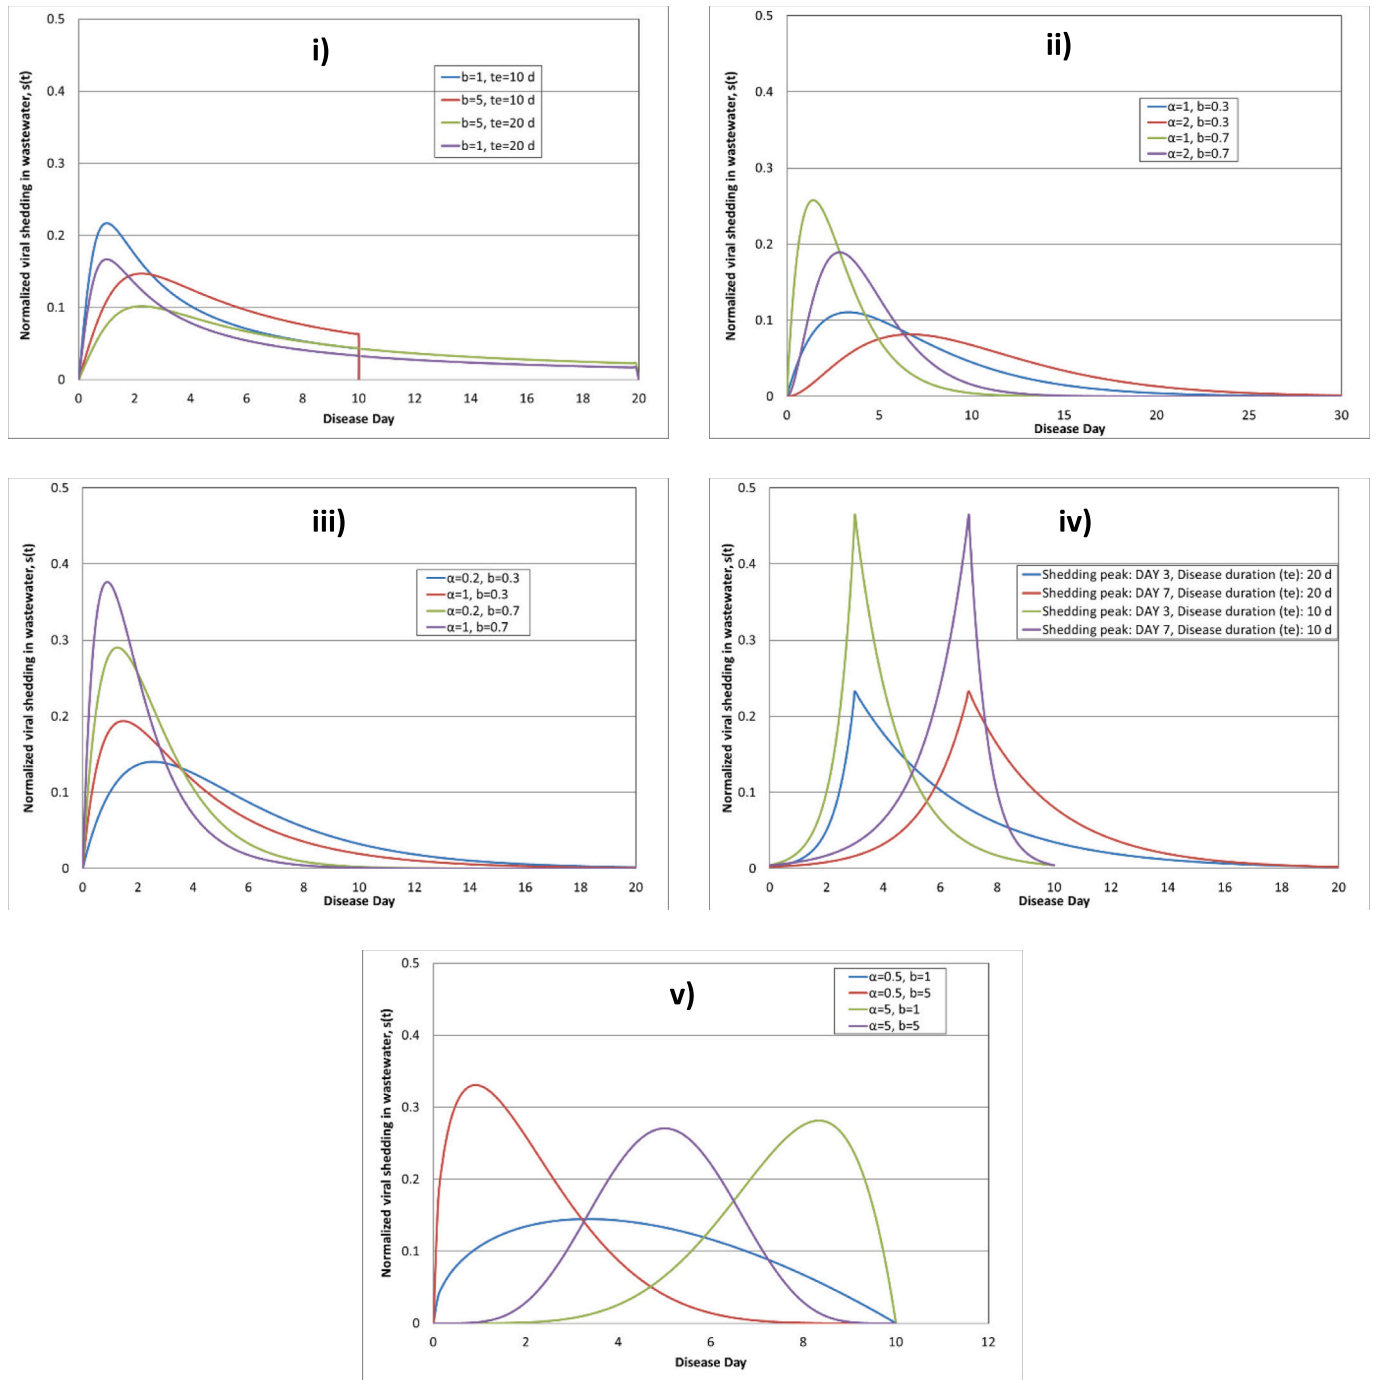 i)
b=1, te=10 d
b=5, te=10 d
b=5, te=20 d
b=1, te=20 d
Normalized viral shedding in wastewater, s(t)
0.5
0.4
0.3
0.2
0.1
0
0 2 4 6 8 10 12 14 16 18 20
Disease Day
ii)
α=1, b=0.3
α=2, b=0.3
α=1, b=0.7
α=2, b=0.7
Normalized viral shedding in wastewater, s(t)
0.5
0.4
0.3
0.2
0.1
0
0 5 10 15 20 25 30
Disease Day
iii)
α=0.2, b=0.3
α=1, b=0.3
α=0.2, b=0.7
α=1, b=0.7
Normalized viral shedding in wastewater, s(t)
0.5
0.4
0.3
0.2
0.1
0
0 2 4 6 8 10 12 14 16 18 20
Disease Day
iv)
Shedding peak: DAY 3, Disease duration (te): 20 d
Shedding peak: DAY 7, Disease duration (te): 20 d
Shedding peak: DAY 3, Disease duration (te): 10 d
Shedding peak: DAY 7, Disease duration (te): 10 d
Normalized viral shedding in wastewater, s(t)
0.5
0.4
0.3
0.2
0.1
0
0 2 4 6 8 10 12 14 16 18 20
Disease Day
v)
α=0.5, b=1
α=0.5, b=5
α=5, b=1
α=5, b=5
Normalized viral shedding in wastewater, s(t)
0.5
0.4
0.3
0.2
0.1
0
0 2 4 6 8 10 12
Disease Day